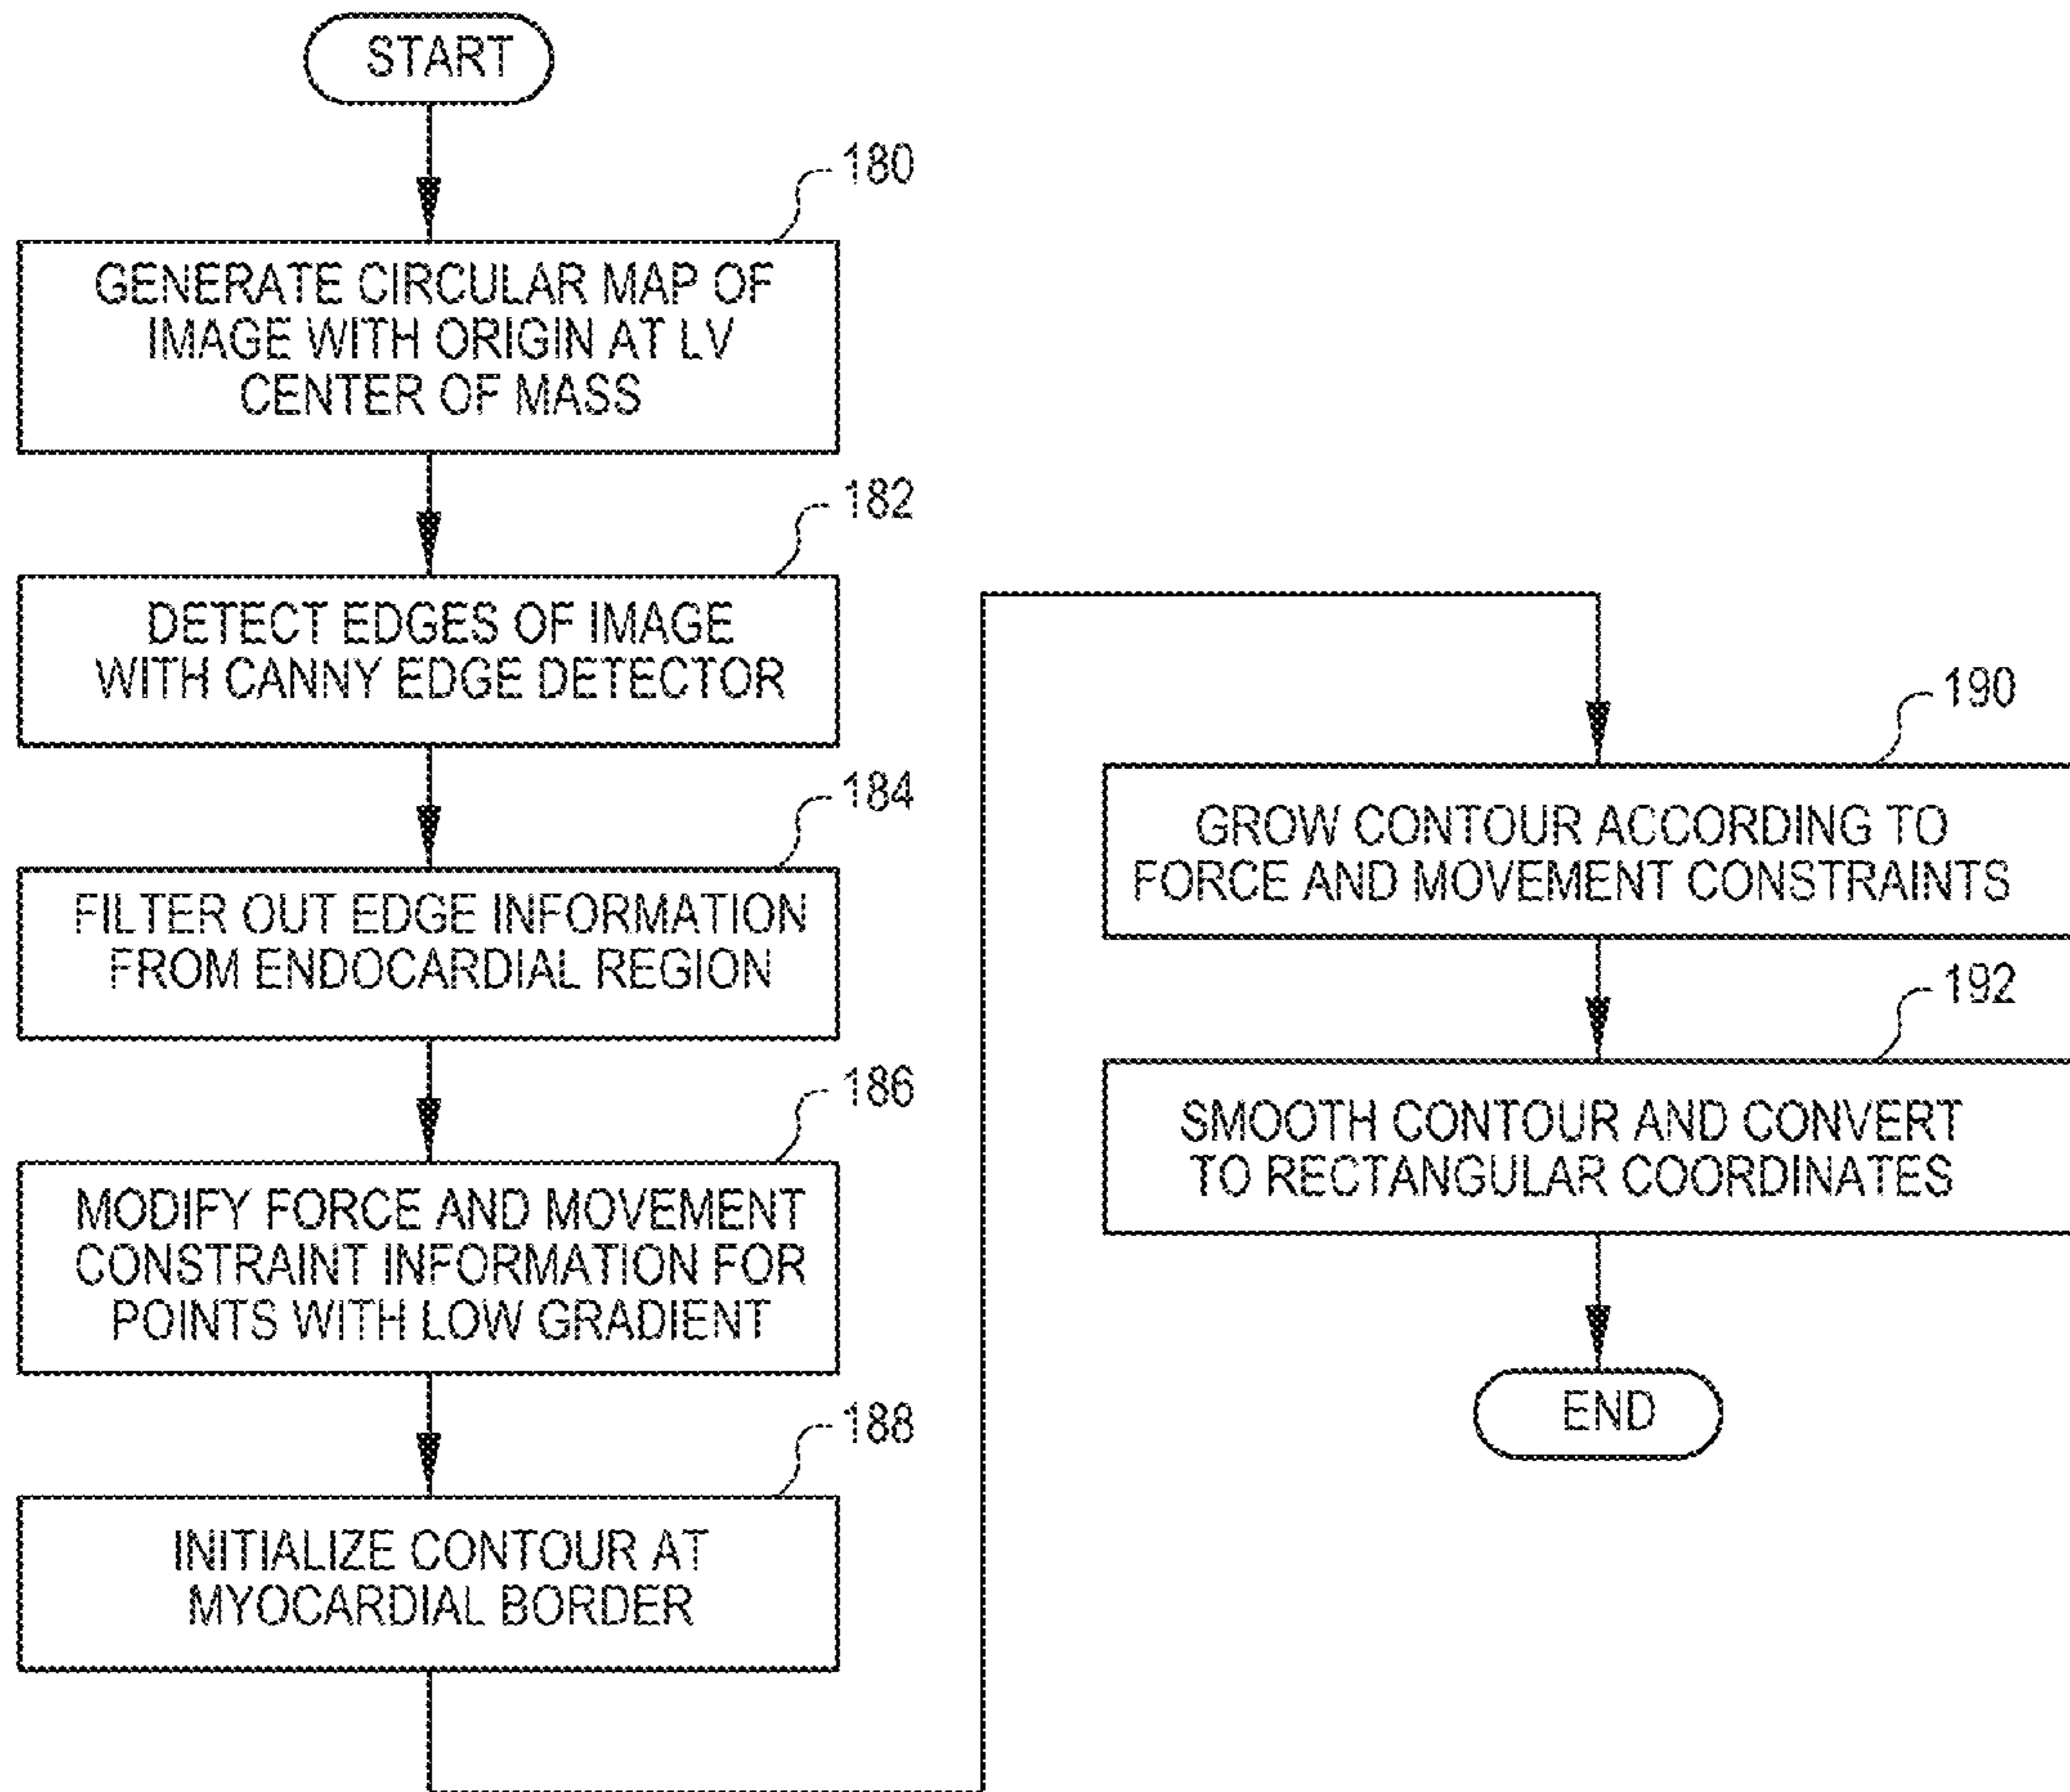 START
180
GENERATE CIRCULAR MAP OF
IMAGE WITH ORIGIN AT LV
CENTER OF MASS
182
DETECT EDGES OF IMAGE
WITH CANNY EDGE DETECTOR
184
FILTER OUT EDGE INFORMATION
FROM ENDOCARDIAL REGION
186
MODIFY FORCE AND MOVEMENT
CONSTRAINT INFORMATION FOR
POINTS WITH LOW GRADIENT
188
INITIALIZE CONTOUR AT
MYOCARDIAL BORDER
190
GROW CONTOUR ACCORDING TO
FORCE AND MOVEMENT CONSTRAINTS
192
SMOOTH CONTOUR AND CONVERT
TO RECTANGULAR COORDINATES
END